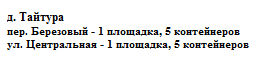 д. Тайтура
пер. Березовый - 1 площадка, 5 контейнеров
ул. Центральная - 1 площадка, 5 контейнеров